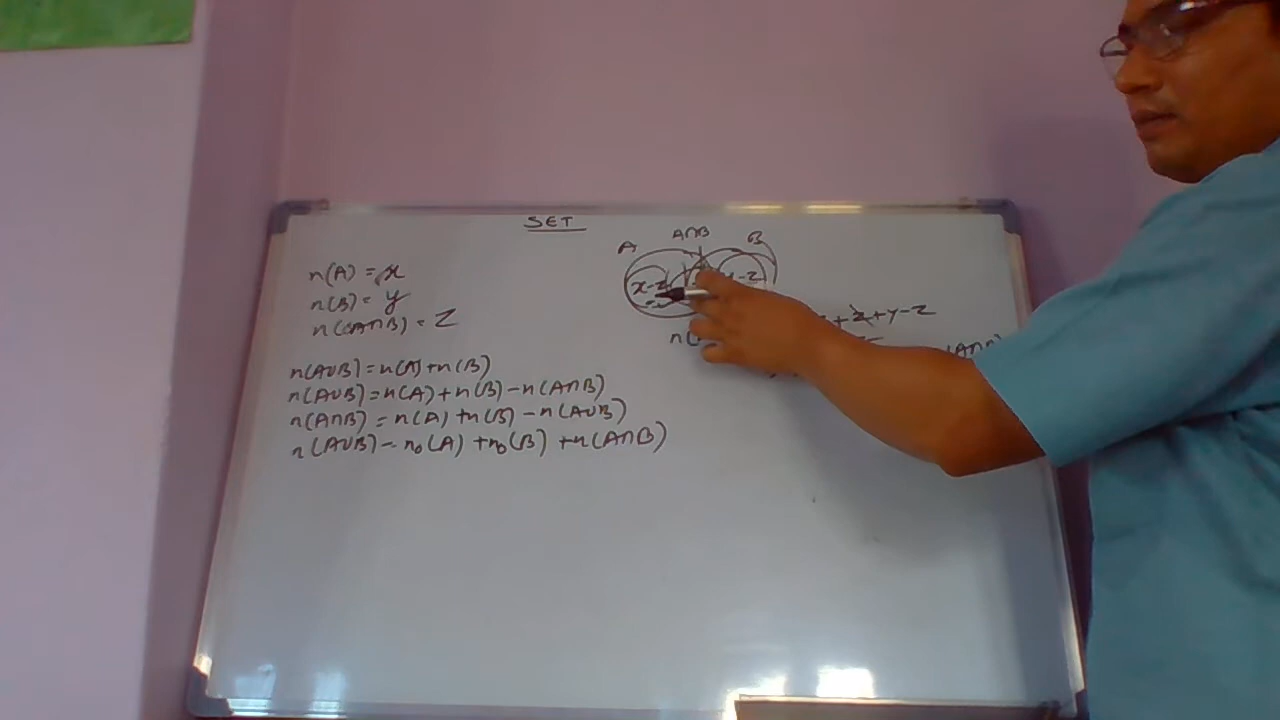 SET
n(A) = x
n(B) = y
n(A∩B) = z
n(A∪B) = n(A) + n(B)
n(A∪B) = n(A) + n(B) - n(A∩B)
n(A∩B) = n(A) + n(B) - n(A∪B)
n(A∪B) = n₀(A) + n₀(B) + n(A∩B)
A A∩B B
x-z y-z
+ z + y - z
n(
(A∩B)